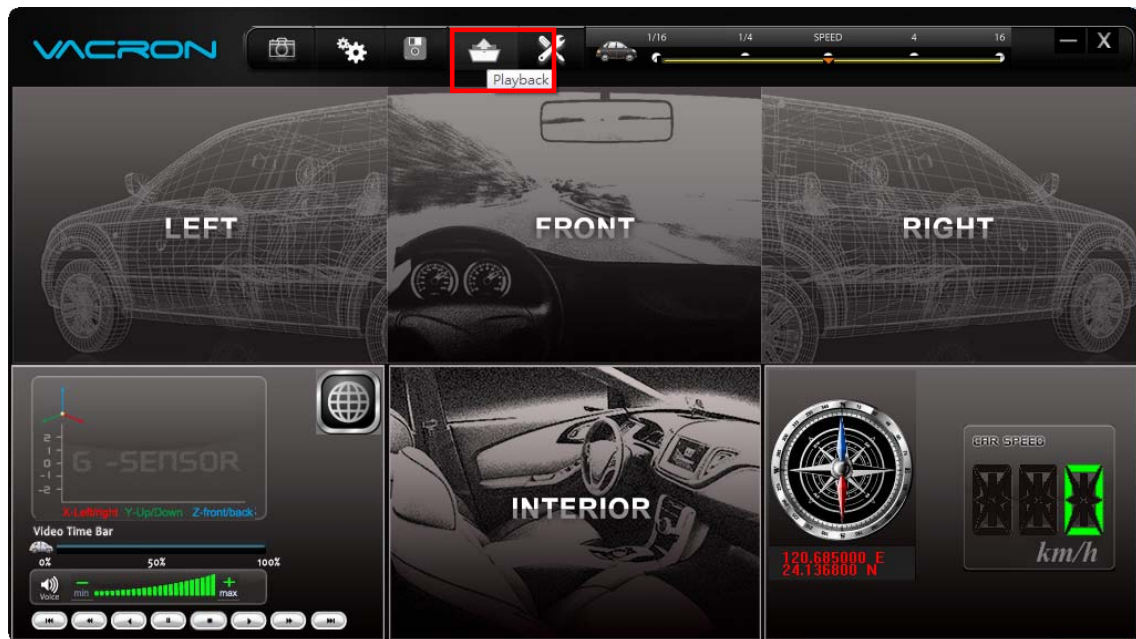 VACRON
1/16 1/4 SPEED 4 16
— X
Playback
LEFT
FRONT
RIGHT
2
1
0
-1
-2
G -SENSOR
X-Left/right Y-Up/Down Z-front/back
Video Time Bar
0% 50% 100%
Voice min − + max
INTERIOR
120.685000 E
24.136800 N
CAR SPEED
km/h